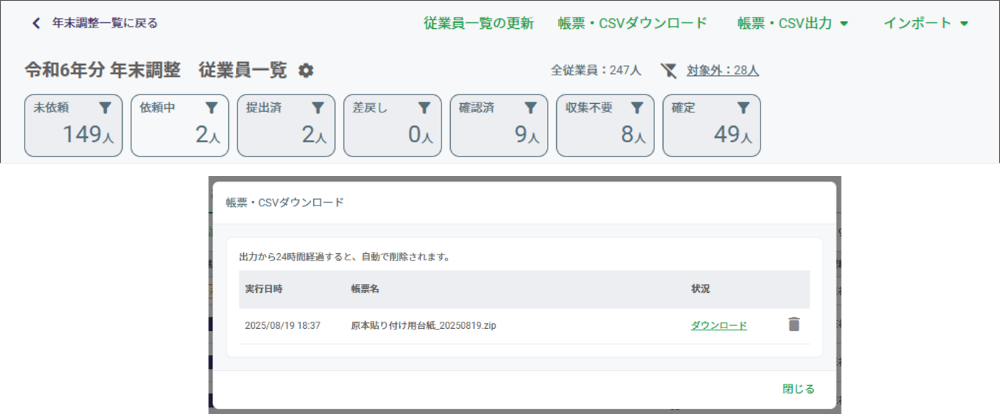 年末調整一覧に戻る
従業員一覧の更新 帳票・CSVダウンロード 帳票・CSV出力 インポート
令和6年分 年末調整 従業員一覧
全従業員：247人 対象外：28人
未依頼 依頼中 提出済 差戻し 確認済 収集不要 確定
149人 2人 2人 0人 9人 8人 49人
帳票・CSVダウンロード
出力から24時間経過すると、自動で削除されます。
実行日時 帳票名 状況
2025/08/19 18:37 原本貼り付け用台紙_20250819.zip ダウンロード
閉じる